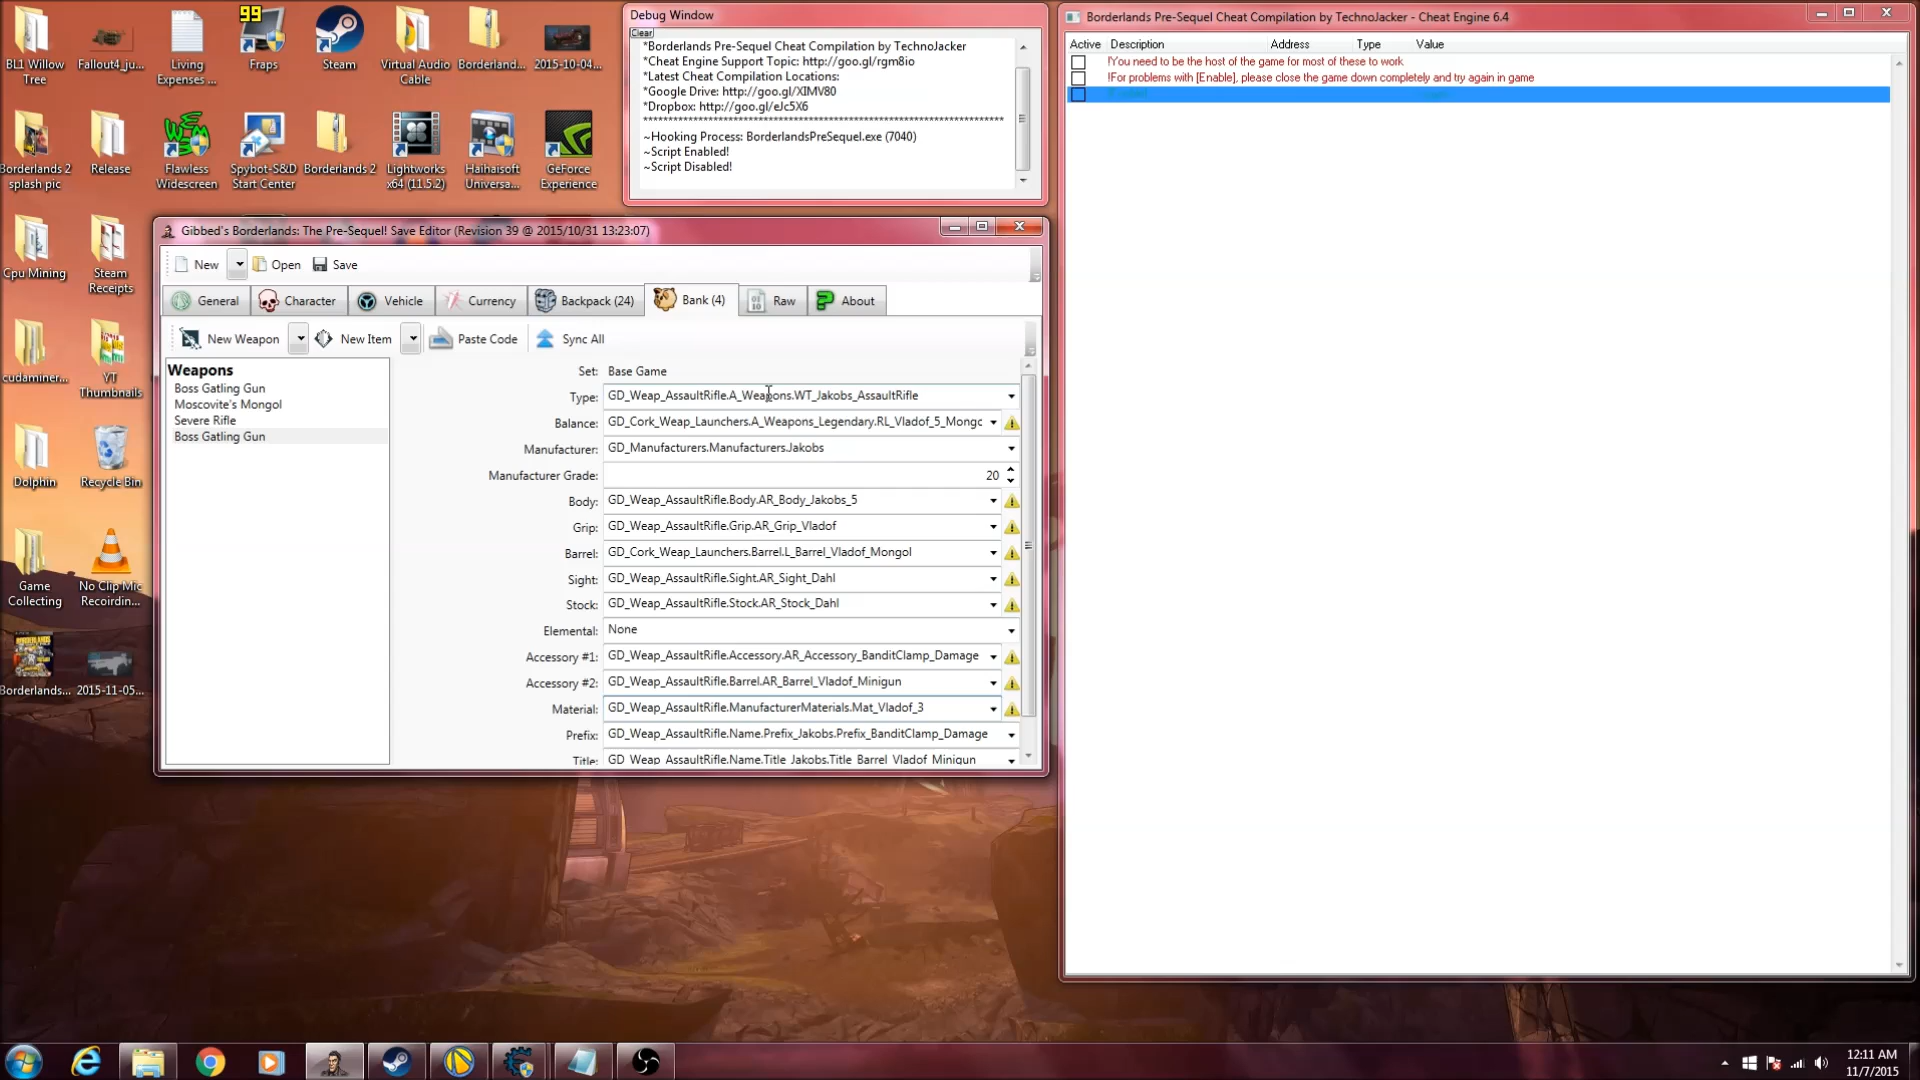 99
BL1 Willow Tree
Fallout4_ju...
Living Expenses ...
Fraps
Steam
Virtual Audio Cable
Borderland...
2015-10-04...
Borderlands 2 splash pic
Release
Flawless Widescreen
Spybot-S&D Start Center
Borderlands 2
Lightworks x64 (11.5.2)
Haihaisoft Universa...
GeForce Experience
Cpu Mining
Steam Receipts
cudaminer...
YT Thumbnails
Dolphin
Recycle Bin
Game Collecting
No Clip Mic Recoirdin...
Borderlands...
2015-11-05...
Debug Window
Clear
*Borderlands Pre-Sequel Cheat Compilation by TechnoJacker
*Cheat Engine Support Topic: http://goo.gl/rgm8io
*Latest Cheat Compilation Locations:
*Google Drive: http://goo.gl/XIMV80
*Dropbox: http://goo.gl/eJc5X6
~Hooking Process: BorderlandsPreSequel.exe (7040)
~Script Enabled!
~Script Disabled!
Gibbed's Borderlands: The Pre-Sequel! Save Editor (Revision 39 @ 2015/10/31 13:23:07)
New Open Save
General Character Vehicle Currency Backpack (24) Bank (4) Raw About
New Weapon New Item Paste Code Sync All
Weapons
Boss Gatling Gun
Moscovite's Mongol
Severe Rifle
Boss Gatling Gun
Set: Base Game
Type: GD_Weap_AssaultRifle.A_Weapons.WT_Jakobs_AssaultRifle
Balance: GD_Cork_Weap_Launchers.A_Weapons_Legendary.RL_Vladof_5_Mongc
Manufacturer: GD_Manufacturers.Manufacturers.Jakobs
Manufacturer Grade: 20
Body: GD_Weap_AssaultRifle.Body.AR_Body_Jakobs_5
Grip: GD_Weap_AssaultRifle.Grip.AR_Grip_Vladof
Barrel: GD_Cork_Weap_Launchers.Barrel.L_Barrel_Vladof_Mongol
Sight: GD_Weap_AssaultRifle.Sight.AR_Sight_Dahl
Stock: GD_Weap_AssaultRifle.Stock.AR_Stock_Dahl
Elemental: None
Accessory #1: GD_Weap_AssaultRifle.Accessory.AR_Accessory_BanditClamp_Damage
Accessory #2: GD_Weap_AssaultRifle.Barrel.AR_Barrel_Vladof_Minigun
Material: GD_Weap_AssaultRifle.ManufacturerMaterials.Mat_Vladof_3
Prefix: GD_Weap_AssaultRifle.Name.Prefix_Jakobs.Prefix_BanditClamp_Damage
Title: GD_Weap_AssaultRifle.Name.Title_Jakobs.Title_Barrel_Vladof_Minigun
Borderlands Pre-Sequel Cheat Compilation by TechnoJacker - Cheat Engine 6.4
Active Description Address Type Value
!You need to be the host of the game for most of these to work.
!For problems with [Enable], please close the game down completely and try again in game
12:11 AM
11/7/2015